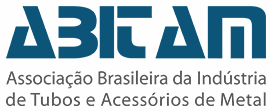 ABITAM
Associação Brasileira da Indústria
de Tubos e Acessórios de Metal